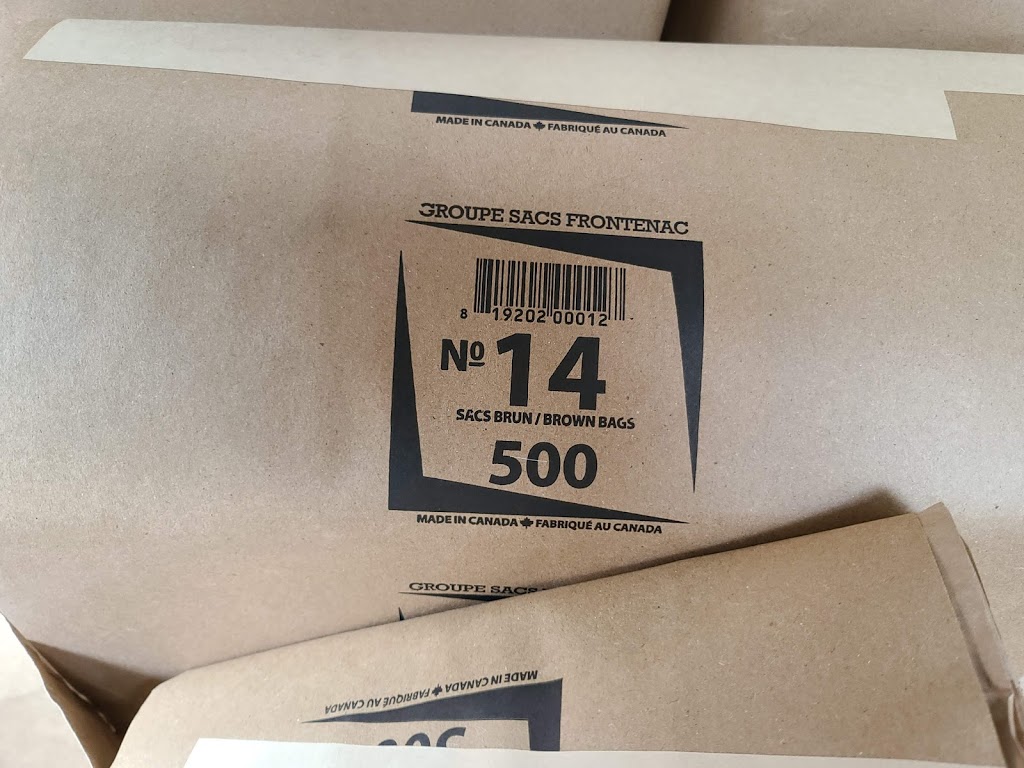 MADE IN CANADA FABRIQUÉ AU CANADA
GROUPE SACS FRONTENAC
8 19202 00012
Nº 14
SACS BRUN / BROWN BAGS
500
MADE IN CANADA FABRIQUÉ AU CANADA
GROUPE SACS
MADE IN CANADA FABRIQUÉ AU CANADA
500